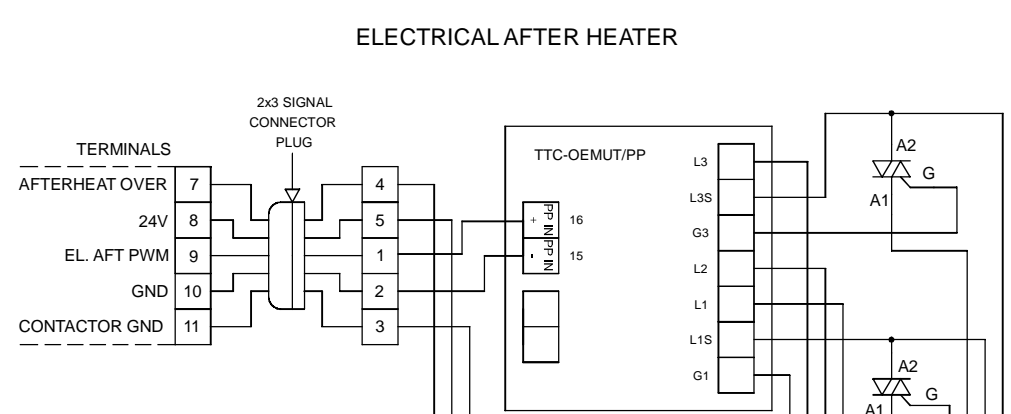 ELECTRICAL AFTER HEATER
2x3 SIGNAL
CONNECTOR
PLUG
TERMINALS
AFTERHEAT OVER 7
24V 8
EL. AFT PWM 9
GND 10
CONTACTOR GND 11
4
5
1
2
3
TTC-OEMUT/PP
+ PP IN 16
- PP IN 15
L3
L3S
G3
L2
L1
L1S
G1
A2
G
A1
A2
G
A1